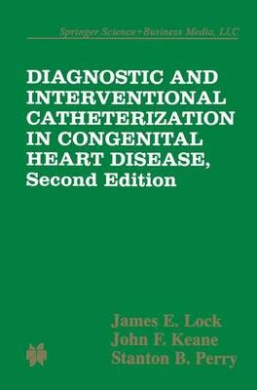 Springer Science+Business Media, LLC
DIAGNOSTIC AND
INTERVENTIONAL
CATHETERIZATION
IN CONGENITAL
HEART DISEASE,
Second Edition
James E. Lock
John F. Keane
Stanton B. Perry